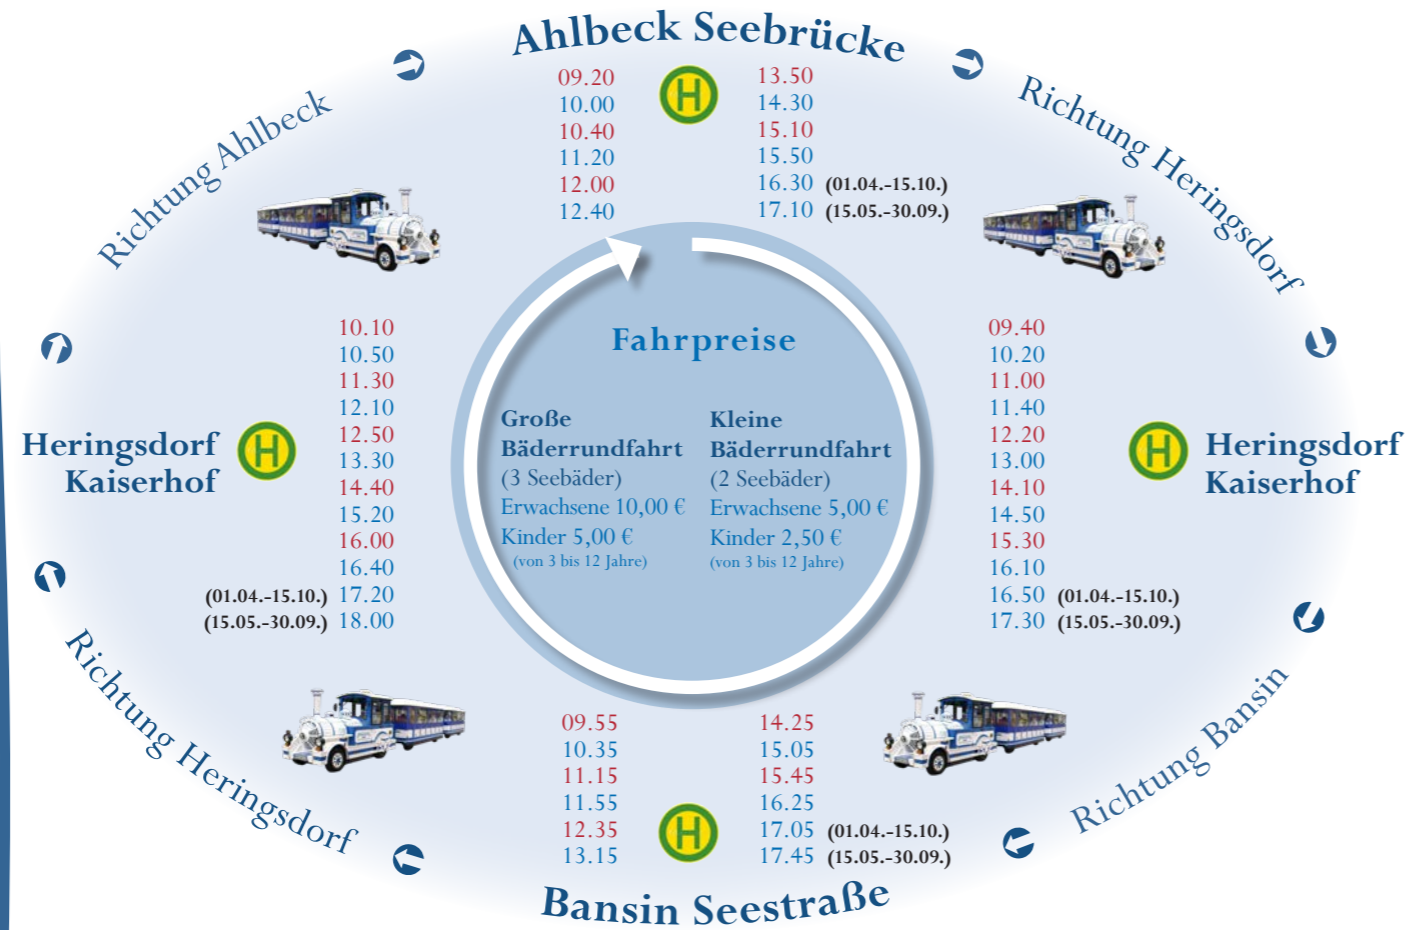 Ahlbeck Seebrücke
09.20
10.00
10.40
11.20
12.00
12.40
H
13.50
14.30
15.10
15.50
16.30 (01.04.-15.10.)
17.10 (15.05.-30.09.)
Richtung Ahlbeck
Richtung Heringsdorf
10.10
10.50
11.30
12.10
12.50
13.30
14.40
15.20
16.00
16.40
(01.04.-15.10.) 17.20
(15.05.-30.09.) 18.00
Heringsdorf
Kaiserhof
H
Fahrpreise
Große
Bäderrundfahrt
(3 Seebäder)
Erwachsene 10,00 €
Kinder 5,00 €
(von 3 bis 12 Jahre)
Kleine
Bäderrundfahrt
(2 Seebäder)
Erwachsene 5,00 €
Kinder 2,50 €
(von 3 bis 12 Jahre)
09.40
10.20
11.00
11.40
12.20
13.00
14.10
14.50
15.30
16.10
16.50 (01.04.-15.10.)
17.30 (15.05.-30.09.)
H
Heringsdorf
Kaiserhof
Richtung Heringsdorf
Richtung Bansin
09.55
10.35
11.15
11.55
12.35
13.15
H
14.25
15.05
15.45
16.25
17.05 (01.04.-15.10.)
17.45 (15.05.-30.09.)
Bansin Seestraße